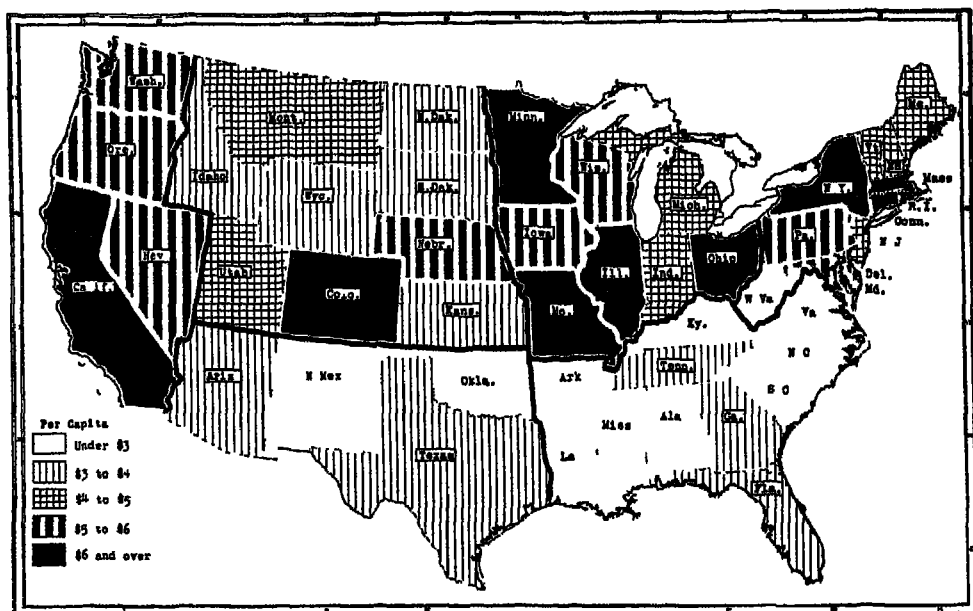 Wash.
Mont.
N.Dak.
Minn.
Me.
Ore.
Idaho
Wyo.
S.Dak.
Wis.
Mich.
Vt
NH
Mass
N Y.
R.I.
Conn.
Nev.
Utah
Nebr.
Iowa
Pa.
N J
Calif.
Colo.
Kans.
Mo.
Ill.
Ind.
Ohio
Del.
Md.
W Va
Va
Ky.
Ariz
N Mex
Okla.
Ark
Tenn.
N C
S C
Texas
Miss
Ala
Ga.
La
Fla.
Per Capita
Under $3
$3 to $4
$4 to $5
$5 to $6
$6 and over